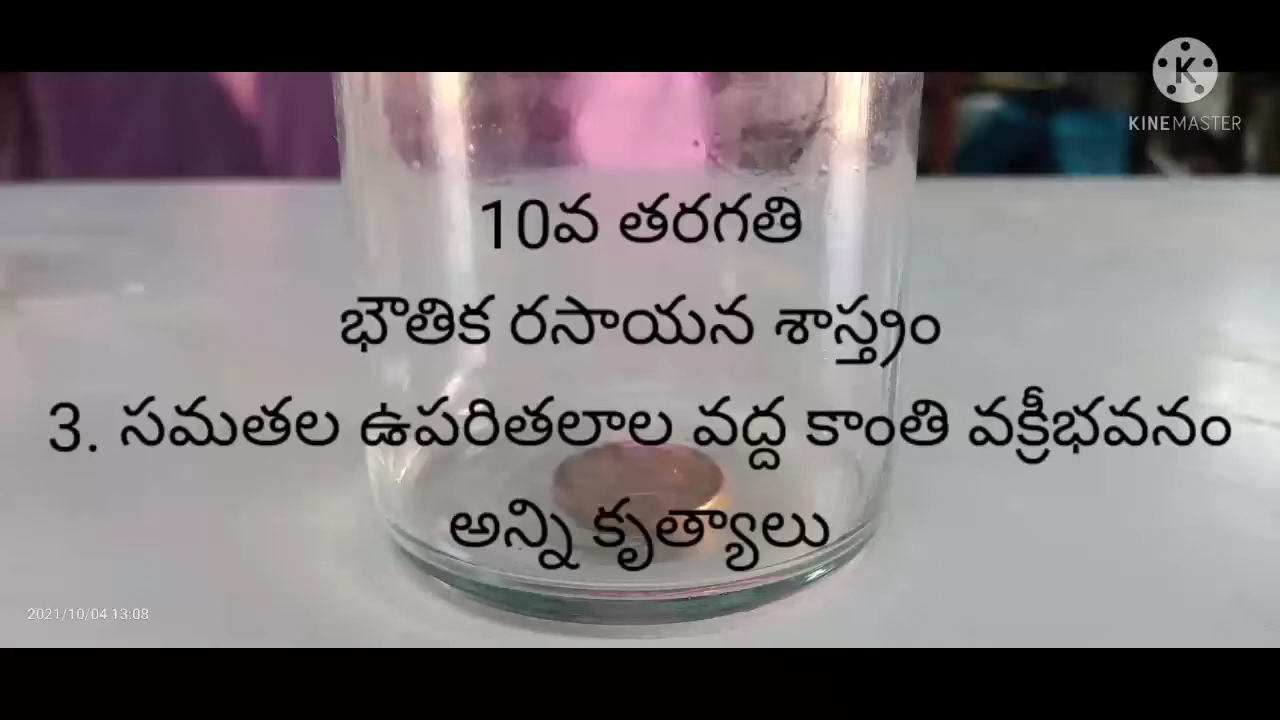 KINEMASTER
10వ తరగతి
భౌతిక రసాయన శాస్త్రం
3. సమతల ఉపరితలాల వద్ద కాంతి వక్రీభవనం
అన్ని కృత్యాలు
2021/10/04 13:08